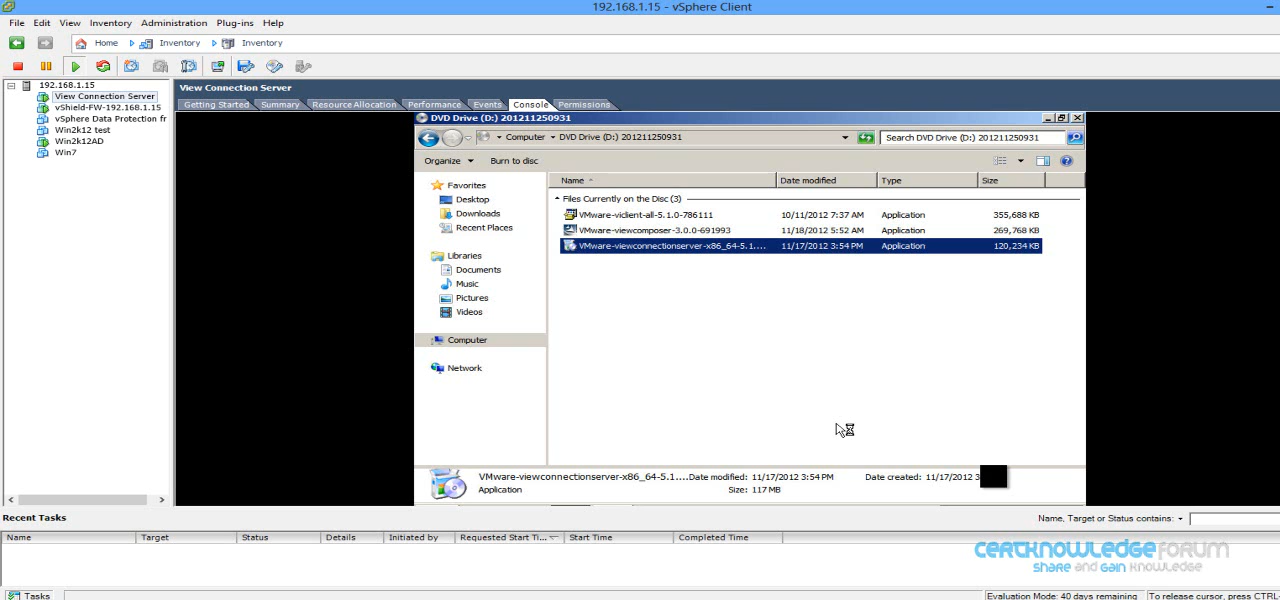 192.168.1.15 - vSphere Client
File Edit View Inventory Administration Plug-ins Help
Home Inventory Inventory
192.168.1.15
View Connection Server
vShield-FW-192.168.1.15
vSphere Data Protection fr
Win2k12 test
Win2k12AD
Win7
View Connection Server
Getting Started Summary Resource Allocation Performance Events Console Permissions
DVD Drive (D:) 201211250931
Computer DVD Drive (D:) 201211250931 Search DVD Drive (D:) 201211250931
Organize Burn to disc
Favorites
Desktop
Downloads
Recent Places
Libraries
Documents
Music
Pictures
Videos
Computer
Network
Name Date modified Type Size
Files Currently on the Disc (3)
VMware-viclient-all-5.1.0-786111 10/11/2012 7:37 AM Application 355,688 KB
VMware-viewcomposer-3.0.0-691993 11/18/2012 5:52 AM Application 269,768 KB
VMware-viewconnectionserver-x86_64-5.1.... 11/17/2012 3:54 PM Application 120,234 KB
VMware-viewconnectionserver-x86_64-5.1.... Date modified: 11/17/2012 3:54 PM Date created: 11/17/2012 3
Application Size: 117 MB
Recent Tasks Name, Target or Status contains:
Name Target Status Details Initiated by Requested Start Ti... Start Time Completed Time
CERTKNOWLEDGEFORUM
SHARE AND GAIN KNOWLEDGE
Tasks Evaluation Mode: 40 days remaining To release cursor, press CTRL